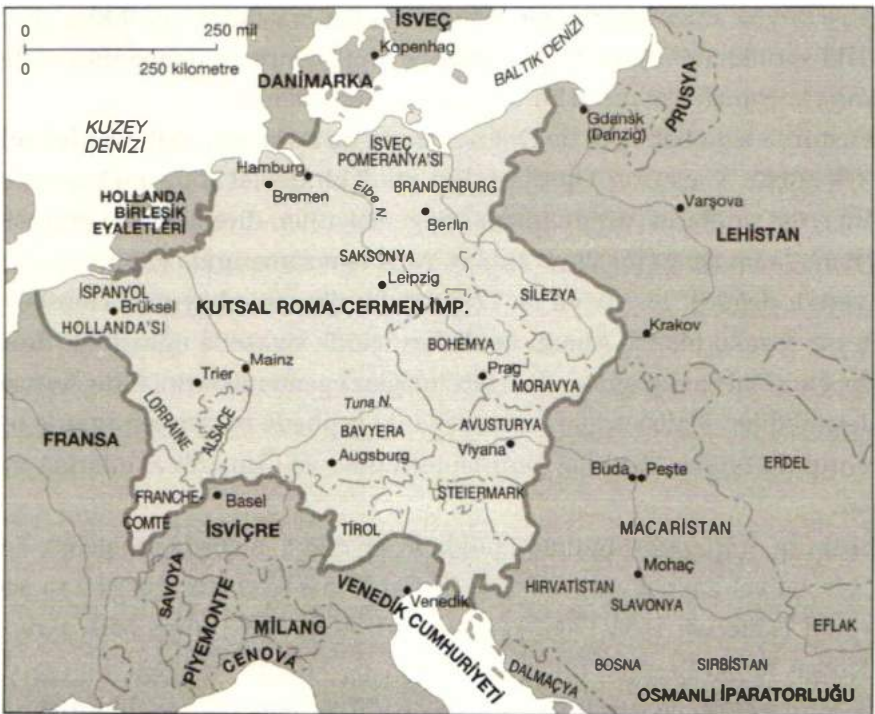 İSVEÇ
0 250 mil
0 250 kilometre
Kopenhag
BALTIK DENİZİ
DANİMARKA
PRUSYA
KUZEY
DENİZİ
Gdansk
(Danzig)
İSVEÇ
POMERANYA'SI
Hamburg
Bremen
Elbe N.
BRANDENBURG
HOLLANDA
BİRLEŞİK
EYALETLERİ
Varşova
Berlin
LEHİSTAN
SAKSONYA
Leipzig
İSPANYOL
Brüksel
HOLLANDA'SI
KUTSAL ROMA-CERMEN İMP.
SİLEZYA
Krakov
BOHEMYA
Mainz
Trier
Prag
MORAVYA
LORRAINE
ALSACE
Tuna N.
FRANSA
BAVYERA
AVUSTURYA
Augsburg
Viyana
ERDEL
Buda
Peşte
STEIERMARK
FRANCHE
COMTÉ
Basel
İSVİÇRE
TİROL
MACARİSTAN
Mohaç
SAVOYA
PİYEMONTE
VENEDİK CUMHURİYETİ
Venedik
HIRVATİSTAN
SLAVONYA
MİLANO
CENOVA
EFLAK
DALMAÇYA
BOSNA
SIRBİSTAN
OSMANLI İPARATORLUĞU